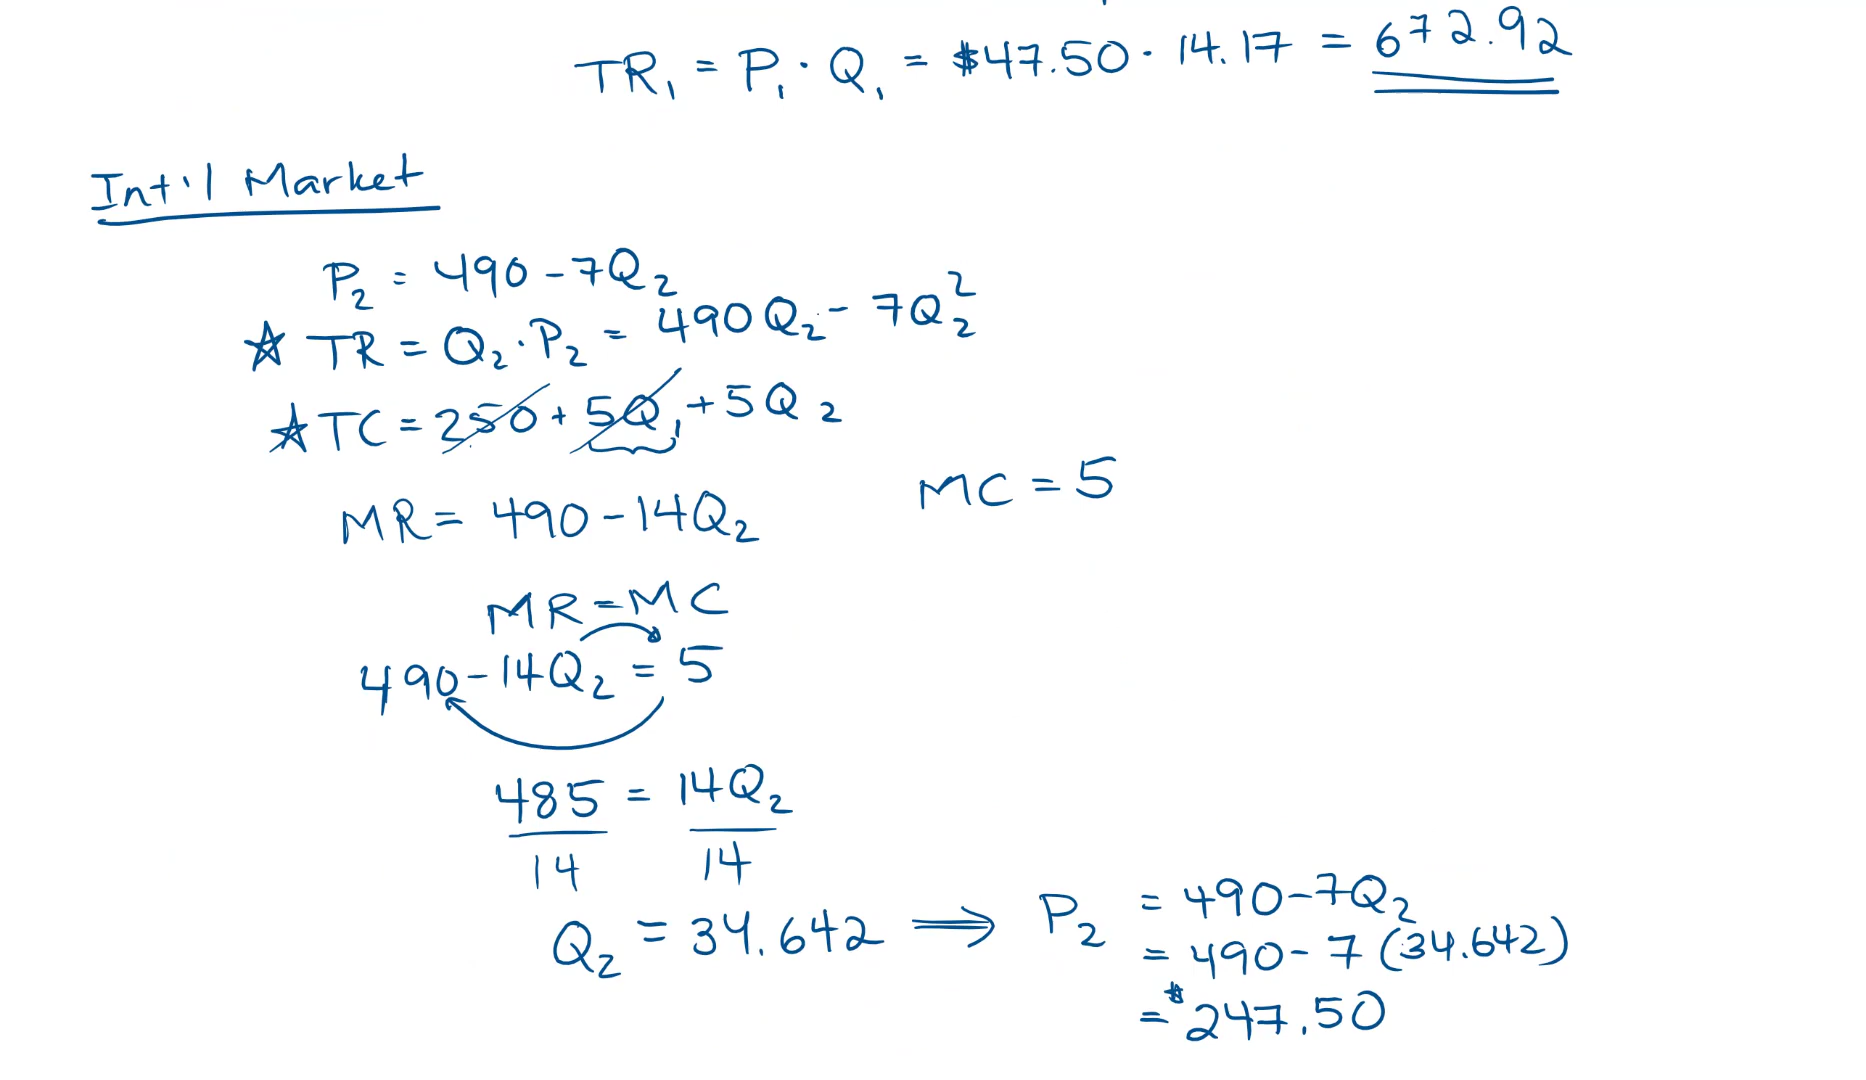 TR₁ = P₁ · Q₁ = $47.50 · 14.17 = 672.92
Int'l Market
P₂ = 490 - 7Q₂
☆ TR = Q₂ · P₂ = 490Q₂ - 7Q₂²
☆ TC = 250 + 5Q₁ + 5Q₂
MR = 490 - 14Q₂
MC = 5
MR = MC
490 - 14Q₂ = 5
485 = 14Q₂
14 14
Q₂ = 34.642 ⟹ P₂ = 490 - 7Q₂
= 490 - 7 (34.642)
= $247.50